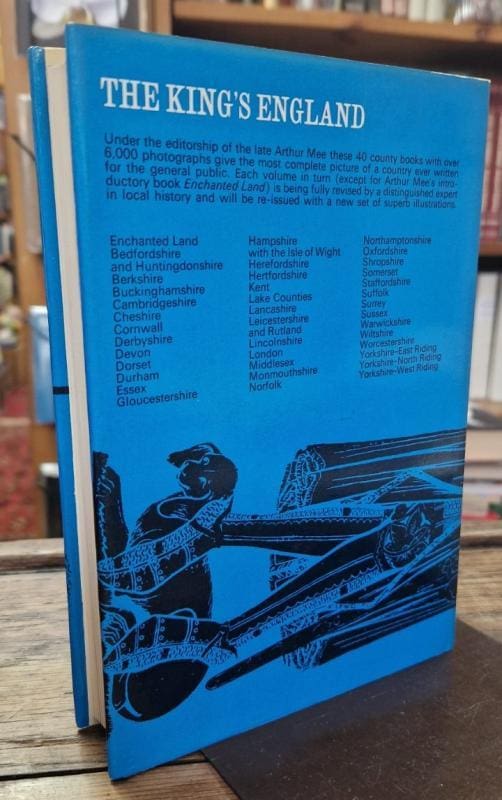 THE KING'S ENGLAND
Under the editorship of the late Arthur Mee these 40 county books with over
6,000 photographs give the most complete picture of a country ever written
for the general public. Each volume in turn (except for Arthur Mee's intro-
ductory book Enchanted Land) is being fully revised by a distinguished expert
in local history and will be re-issued with a new set of superb illustrations.
Enchanted Land
Bedfordshire
and Huntingdonshire
Berkshire
Buckinghamshire
Cambridgeshire
Cheshire
Cornwall
Derbyshire
Devon
Dorset
Durham
Essex
Gloucestershire
Hampshire
with the Isle of Wight
Herefordshire
Hertfordshire
Kent
Lake Counties
Lancashire
Leicestershire
and Rutland
Lincolnshire
London
Middlesex
Monmouthshire
Norfolk
Northamptonshire
Oxfordshire
Shropshire
Somerset
Staffordshire
Suffolk
Surrey
Sussex
Warwickshire
Wiltshire
Worcestershire
Yorkshire–East Riding
Yorkshire–North Riding
Yorkshire–West Riding